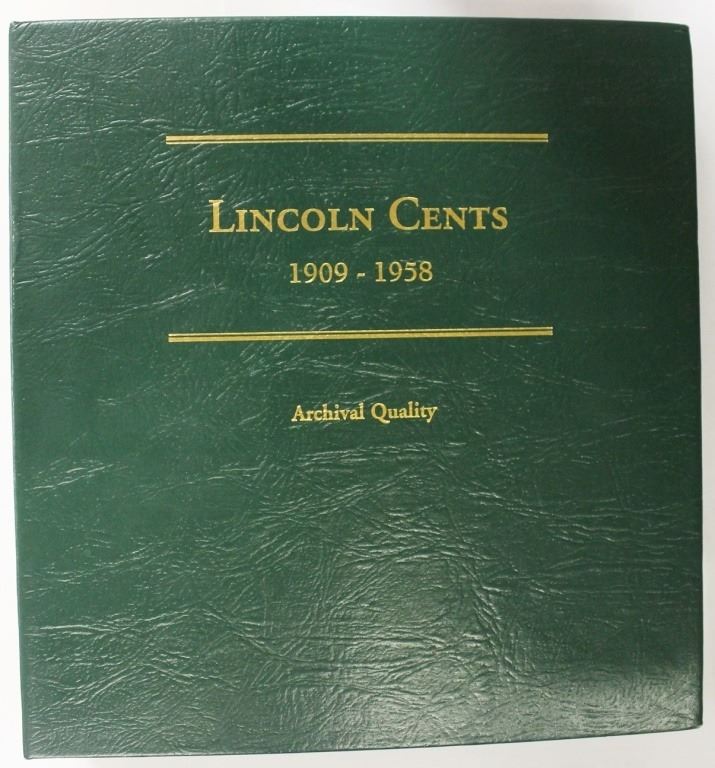 Lincoln Cents
1909 - 1958
Archival Quality